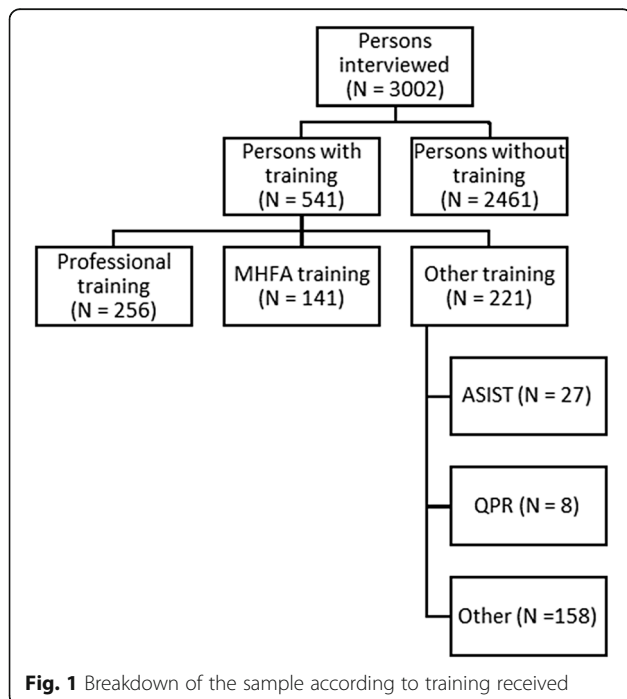 Persons
interviewed
(N = 3002)
Persons with
training
(N = 541)
Persons without
training
(N = 2461)
Professional
training
(N = 256)
MHFA training
(N = 141)
Other training
(N = 221)
ASIST (N = 27)
QPR (N = 8)
Other (N =158)
Fig. 1 Breakdown of the sample according to training received